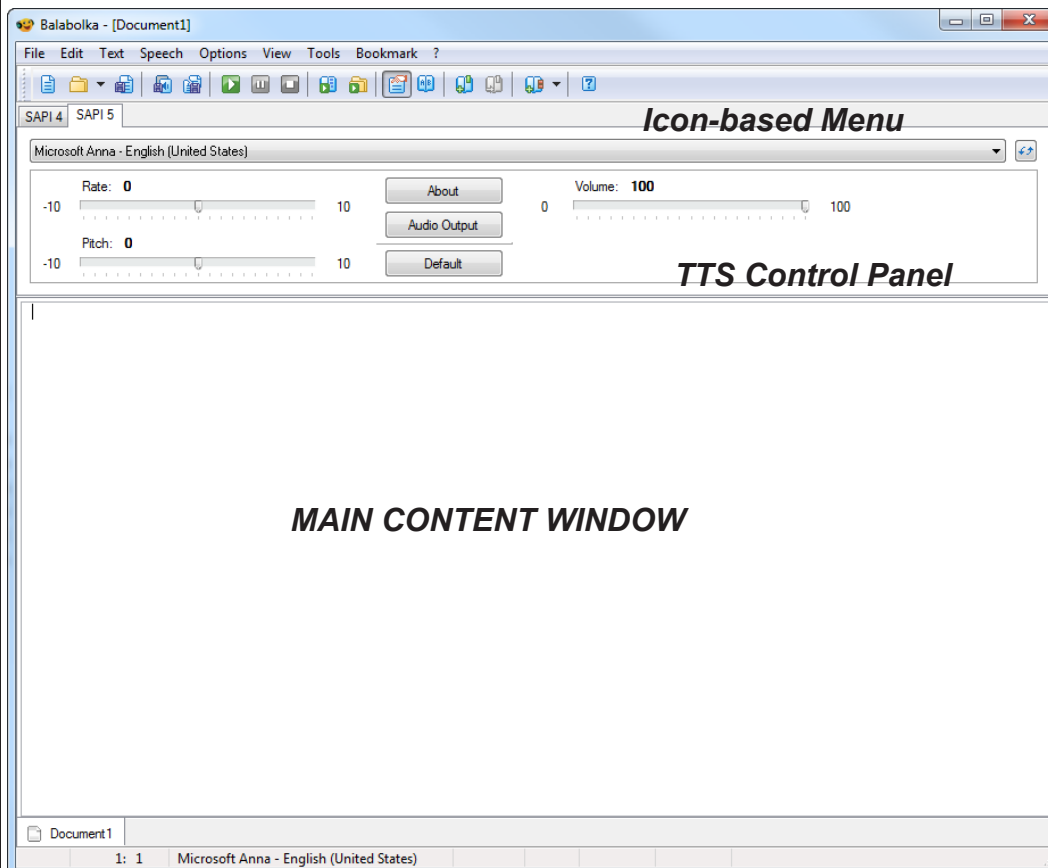 Balabolka - [Document1]
File Edit Text Speech Options View Tools Bookmark ?
Icon-based Menu
SAPI 4 SAPI 5
Microsoft Anna - English (United States)
Rate: 0 About Volume: 100
-10 10 0 100
Audio Output
Pitch: 0
-10 10 Default
TTS Control Panel
MAIN CONTENT WINDOW
Document1
1: 1 Microsoft Anna - English (United States)